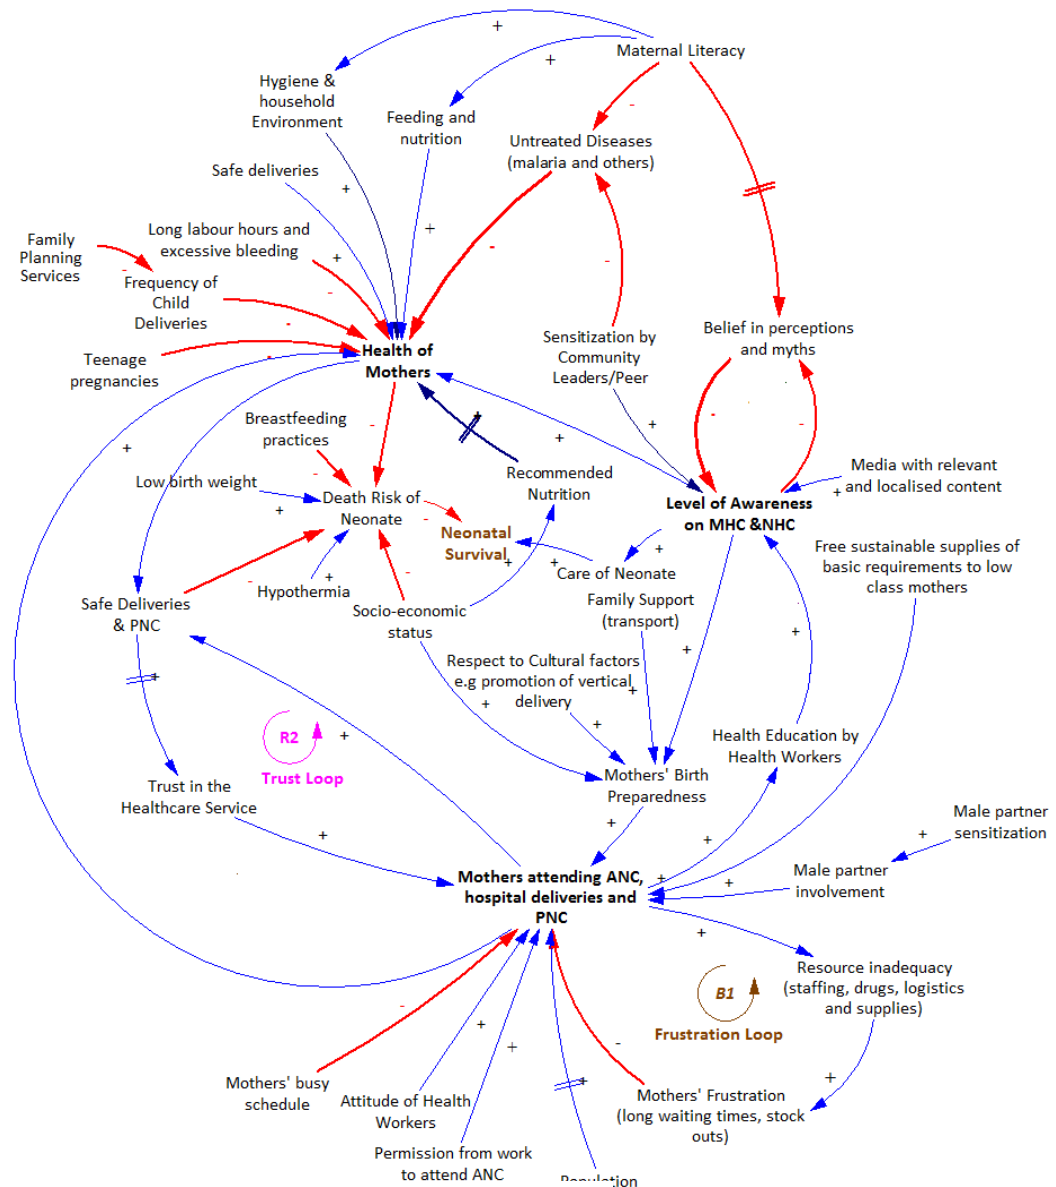 Maternal Literacy
Hygiene &
household
Environment
Feeding and
nutrition
Untreated Diseases
(malaria and others)
Safe deliveries
Long labour hours and
excessive bleeding
Family
Planning
Services
Frequency of
Child
Deliveries
Teenage
pregnancies
Health of
Mothers
Sensitization by
Community
Leaders/Peer
Belief in perceptions
and myths
Breastfeeding
practices
Low birth weight
Death Risk of
Neonate
Neonatal
Survival
Recommended
Nutrition
Level of Awareness
on MHC &NHC
Media with relevant
and localised content
Hypothermia
Care of Neonate
Free sustainable supplies of
basic requirements to low
class mothers
Safe Deliveries
& PNC
Socio-economic
status
Family Support
(transport)
Respect to Cultural factors
e.g promotion of vertical
delivery
R2
Trust Loop
Trust in the
Healthcare Service
Mothers' Birth
Preparedness
Health Education by
Health Workers
Male partner
sensitization
Male partner
involvement
Mothers attending ANC,
hospital deliveries and
PNC
Resource inadequacy
(staffing, drugs, logistics
and supplies)
B1
Frustration Loop
Mothers' busy
schedule
Attitude of Health
Workers
Permission from work
to attend ANC
Mothers' Frustration
(long waiting times, stock
outs)
Population